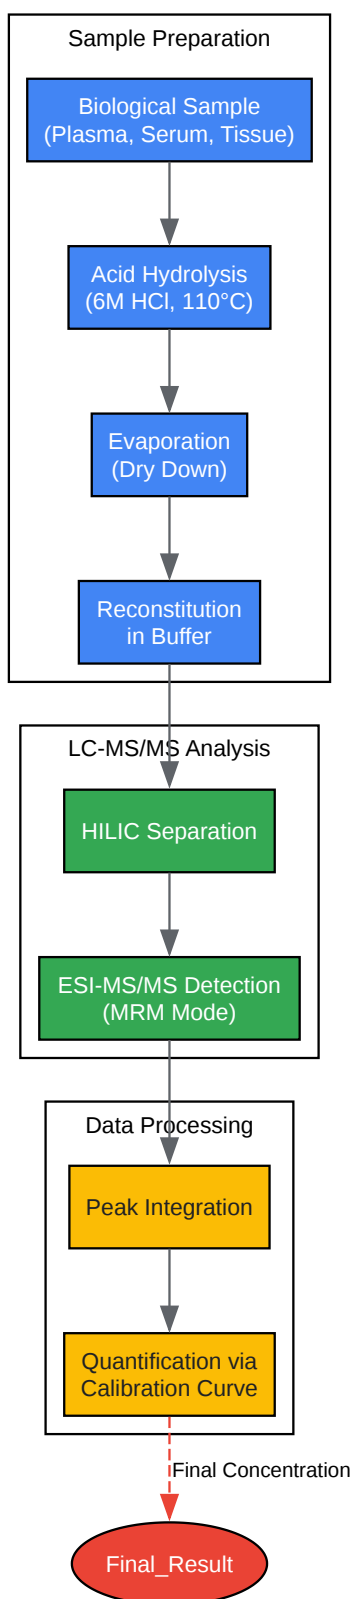 Sample Preparation
Biological Sample
(Plasma, Serum, Tissue)
Acid Hydrolysis
(6M HCl, 110°C)
Evaporation
(Dry Down)
Reconstitution
in Buffer
LC-MS/MS Analysis
HILIC Separation
ESI-MS/MS Detection
(MRM Mode)
Data Processing
Peak Integration
Quantification via
Calibration Curve
Final Concentration
Final_Result